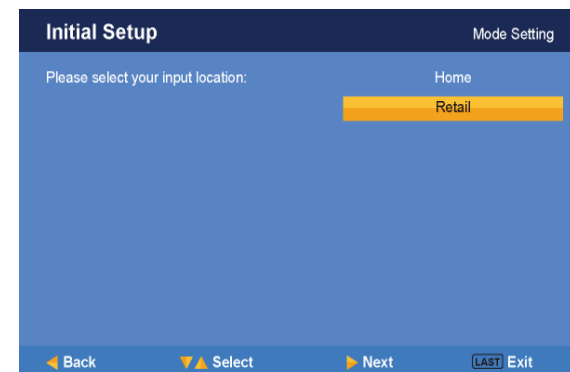 Initial Setup Mode Setting
Please select your input location: Home
Retail
Back Select Next LAST Exit